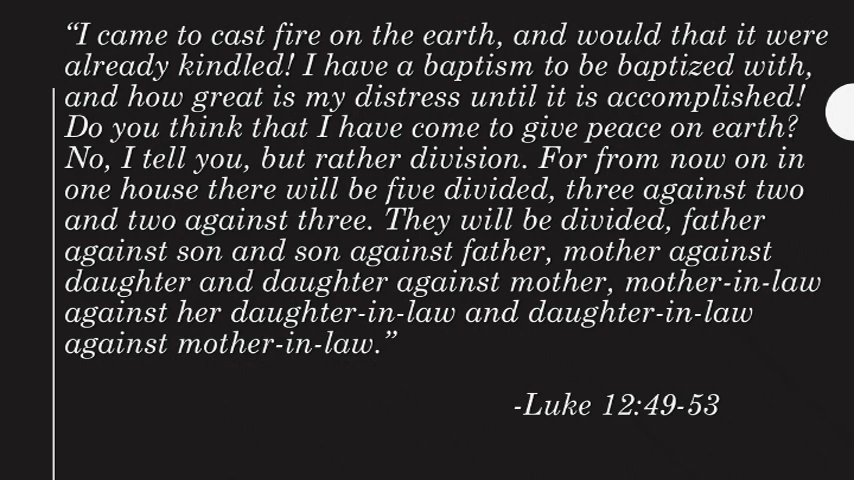 “I came to cast fire on the earth, and would that it were
already kindled! I have a baptism to be baptized with,
and how great is my distress until it is accomplished!
Do you think that I have come to give peace on earth?
No, I tell you, but rather division. For from now on in
one house there will be five divided, three against two
and two against three. They will be divided, father
against son and son against father, mother against
daughter and daughter against mother, mother-in-law
against her daughter-in-law and daughter-in-law
against mother-in-law.”
-Luke 12:49-53